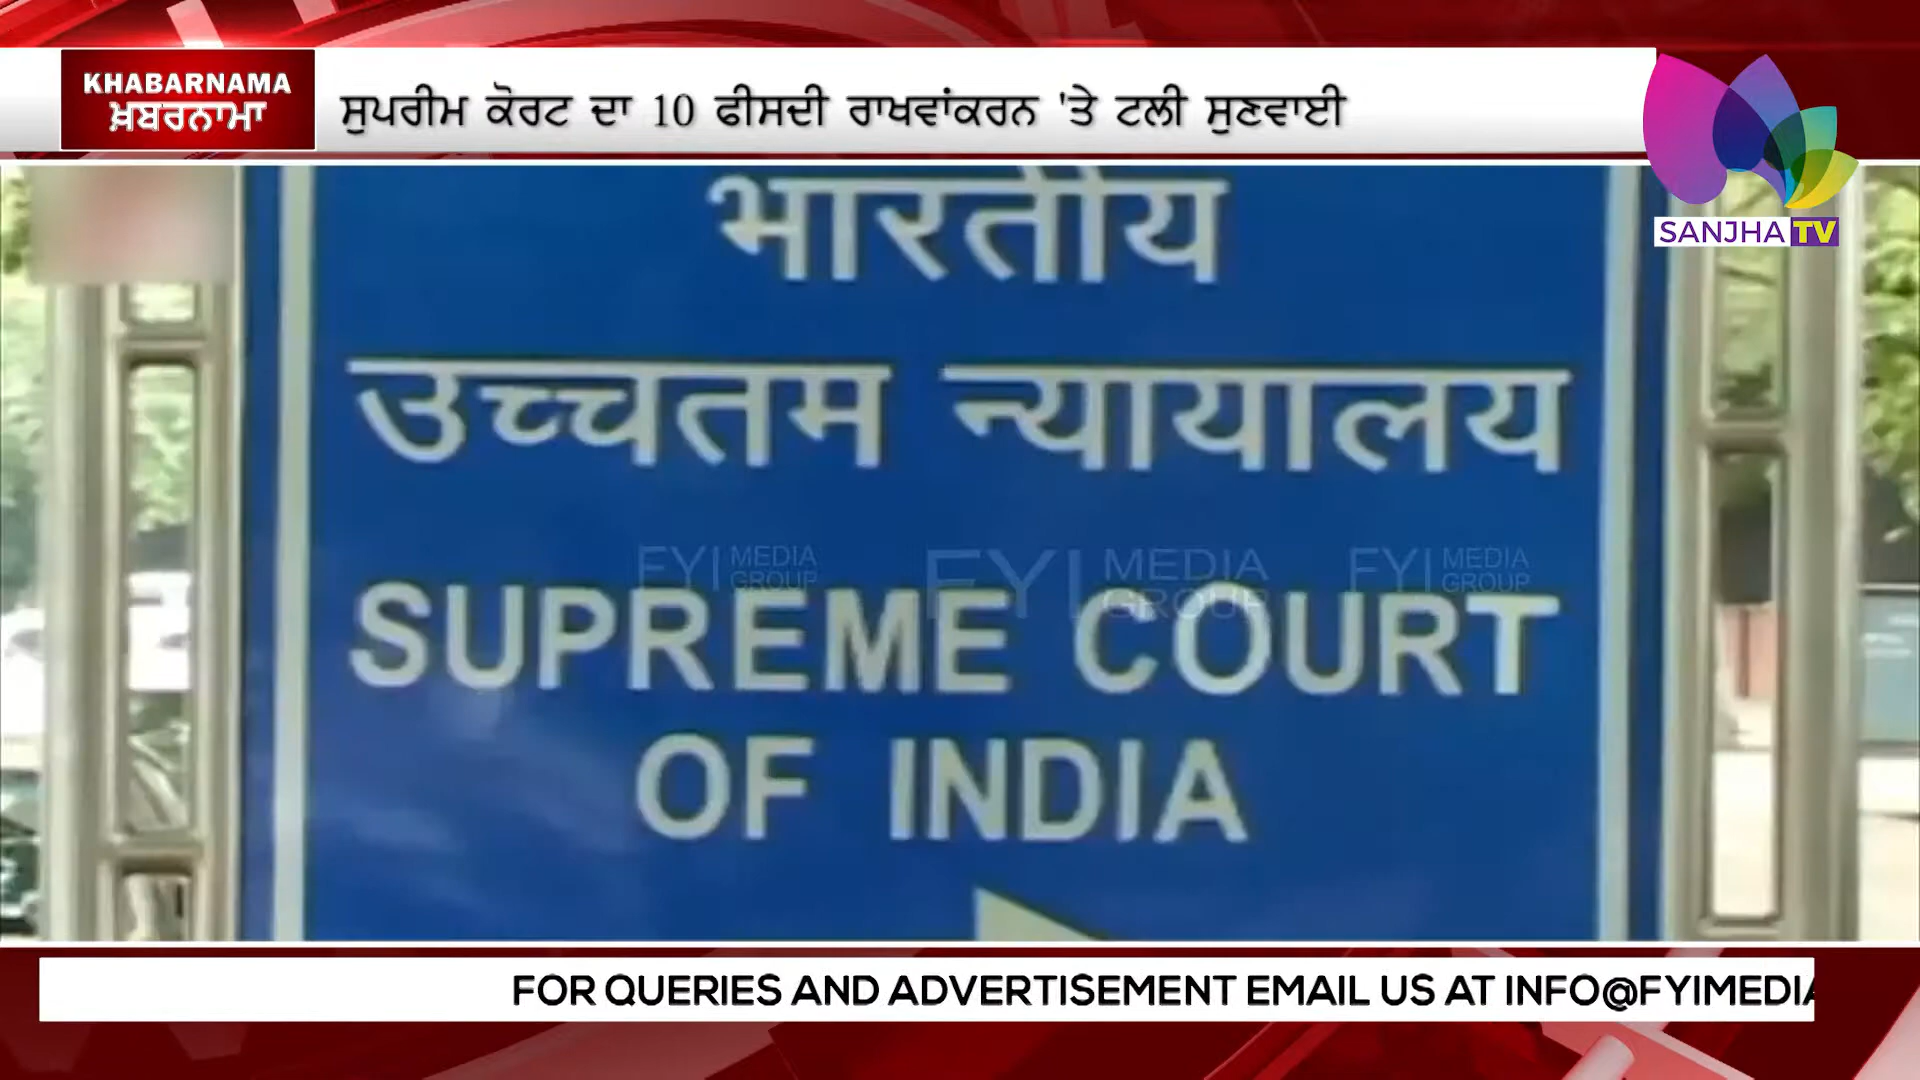 KHABARNAMA
ਖ਼ਬਰਨਾਮਾ
ਸੁਪਰੀਮ ਕੋਰਟ ਦਾ 10 ਫੀਸਦੀ ਰਾਖਵਾਂਕਰਨ 'ਤੇ ਟਲੀ ਸੁਣਵਾਈ
SANJHA TV
भारतीय
उच्चतम न्यायालय
FYI MEDIA GROUP FYI MEDIA GROUP FYI MEDIA GROUP
SUPREME COURT
OF INDIA
FOR QUERIES AND ADVERTISEMENT EMAIL US AT INFO@FYIMEDIA